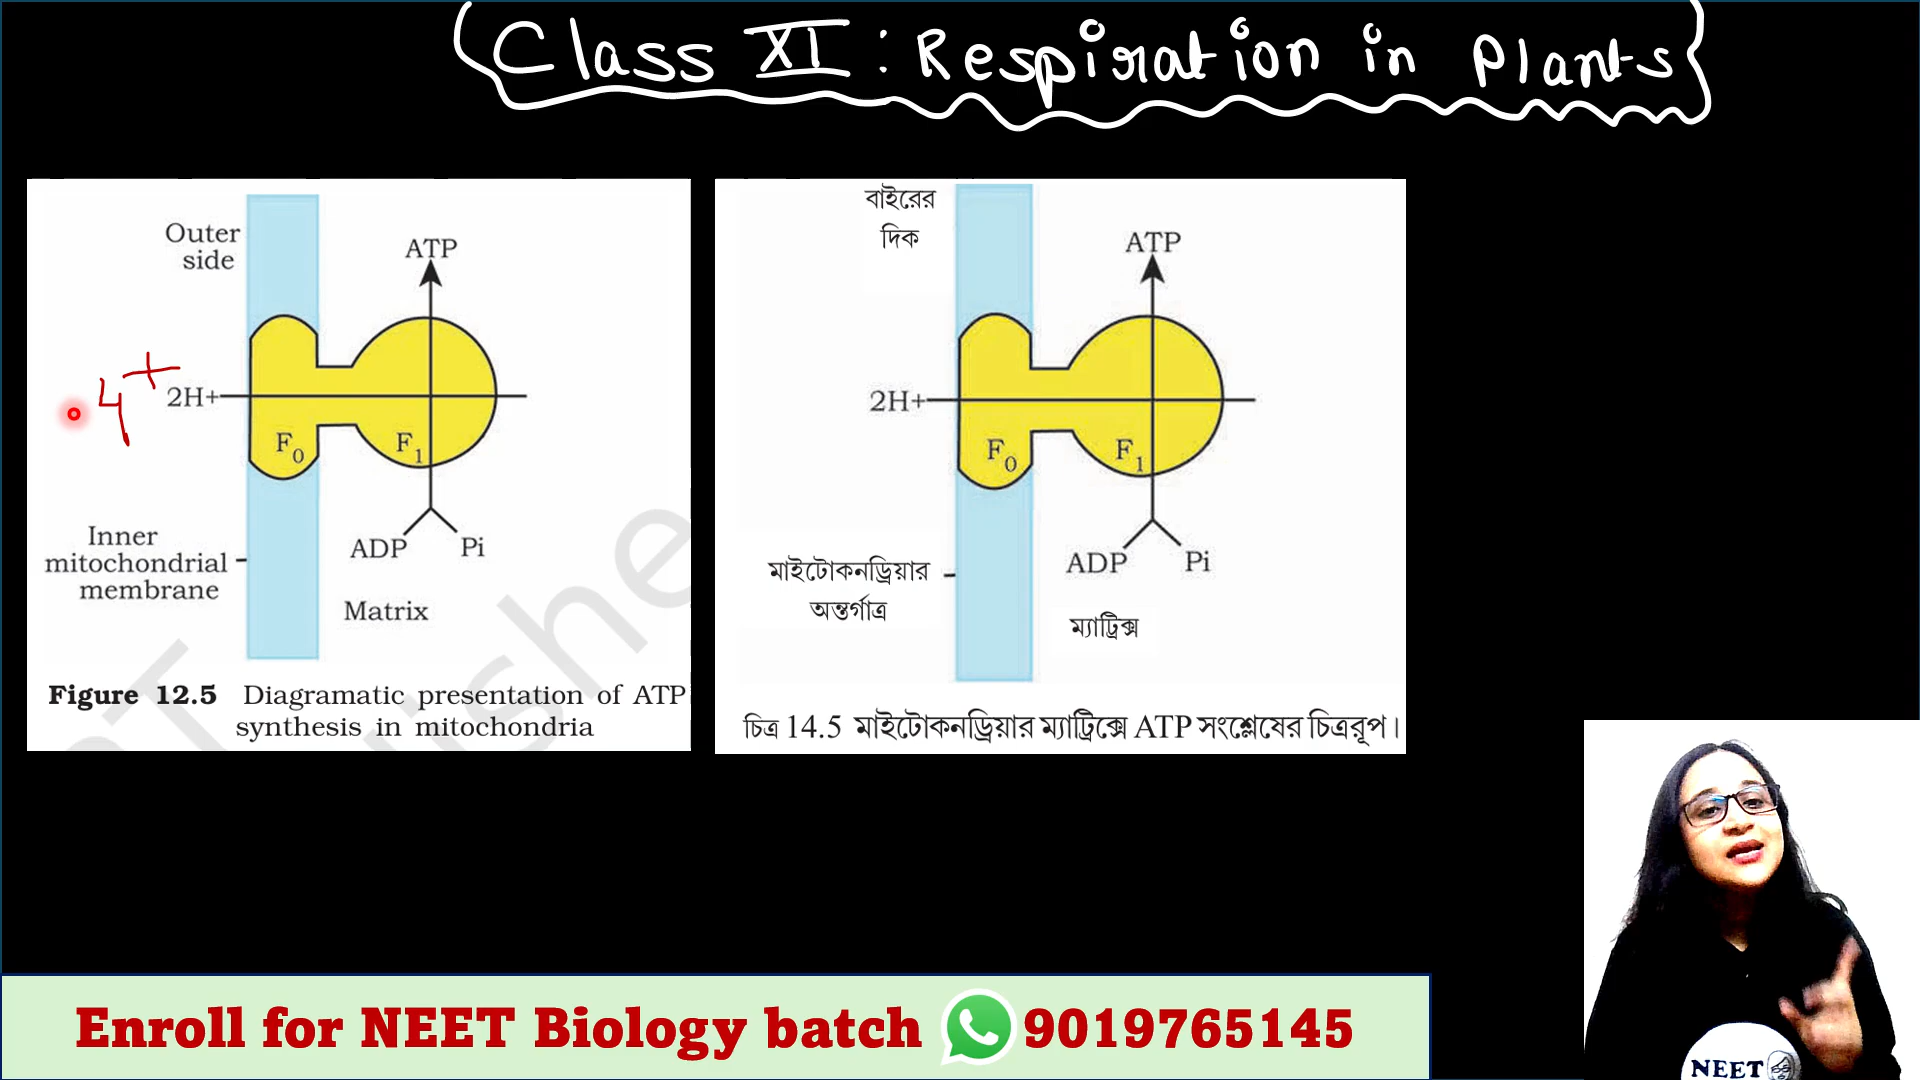 Class XI : Respiration in Plants
Outer
side
ATP
4+
2H+
F0
F1
ADP
Pi
Inner
mitochondrial
membrane
Matrix
Figure 12.5 Diagramatic presentation of ATP
synthesis in mitochondria
বাইরের
দিক
ATP
2H+
F0
F1
ADP
Pi
মাইটোকনড্রিয়ার
অন্তর্গাত্র
ম্যাট্রিক্স
চিত্র 14.5 মাইটোকনড্রিয়ার ম্যাট্রিক্সে ATP সংশ্লেষের চিত্ররূপ।
Enroll for NEET Biology batch 9019765145
NEET